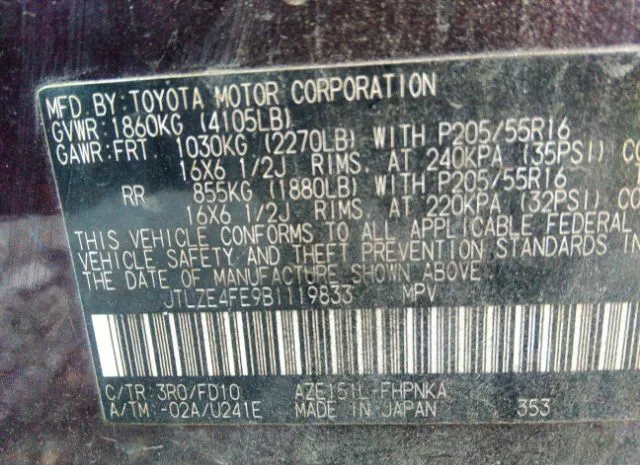 MFD. BY: TOYOTA MOTOR CORPORATION
GVWR: 1860KG (4105LB)
GAWR: FRT 1030KG (2270LB) WITH P205/55R16
16X6 1/2J RIMS, AT 240KPA (35PSI) CO
RR 855KG (1880LB) WITH P205/55R16
16X6 1/2J RIMS, AT 220KPA (32PSI) CO
THIS VEHICLE CONFORMS TO ALL APPLICABLE FEDERAL
VEHICLE SAFETY AND THEFT PREVENTION STANDARDS IN
THE DATE OF MANUFACTURE SHOWN ABOVE.
JTLZE4FE9B1119833 MPV
C/TR: 3R0/FD10 AZE151L-FHPNKA
A/TM: -02A/U241E MADE IN JAPAN 353